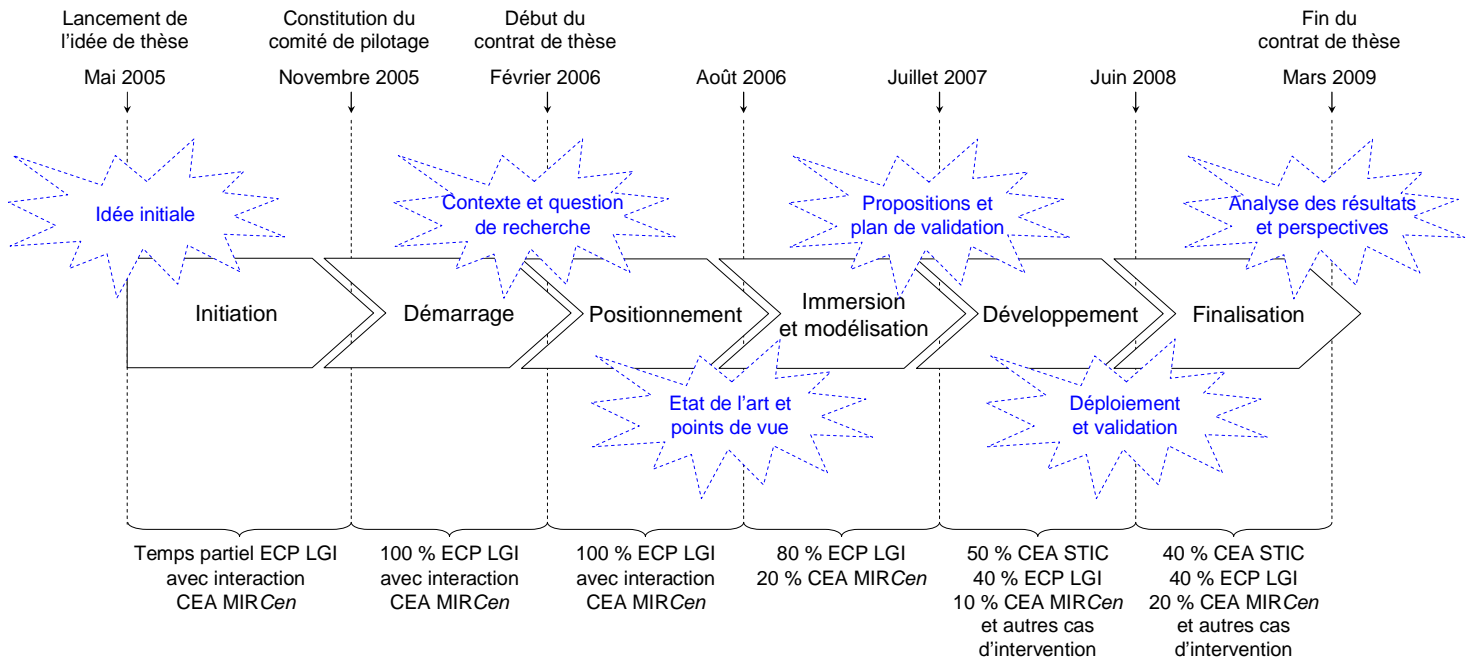 Lancement de
l'idée de thèse
Mai 2005
Constitution du
comité de pilotage
Novembre 2005
Début du
contrat de thèse
Février 2006
Août 2006
Juillet 2007
Juin 2008
Fin du
contrat de thèse
Mars 2009
Idée initiale
Contexte et question
de recherche
Propositions et
plan de validation
Analyse des résultats
et perspectives
Initiation
Démarrage
Positionnement
Immersion
et modélisation
Développement
Finalisation
Etat de l'art et
points de vue
Déploiement
et validation
Temps partiel ECP LGI
avec interaction
CEA MIRCen
100 % ECP LGI
avec interaction
CEA MIRCen
100 % ECP LGI
avec interaction
CEA MIRCen
80 % ECP LGI
20 % CEA MIRCen
50 % CEA STIC
40 % ECP LGI
10 % CEA MIRCen
et autres cas
d'intervention
40 % CEA STIC
40 % ECP LGI
20 % CEA MIRCen
et autres cas
d'intervention